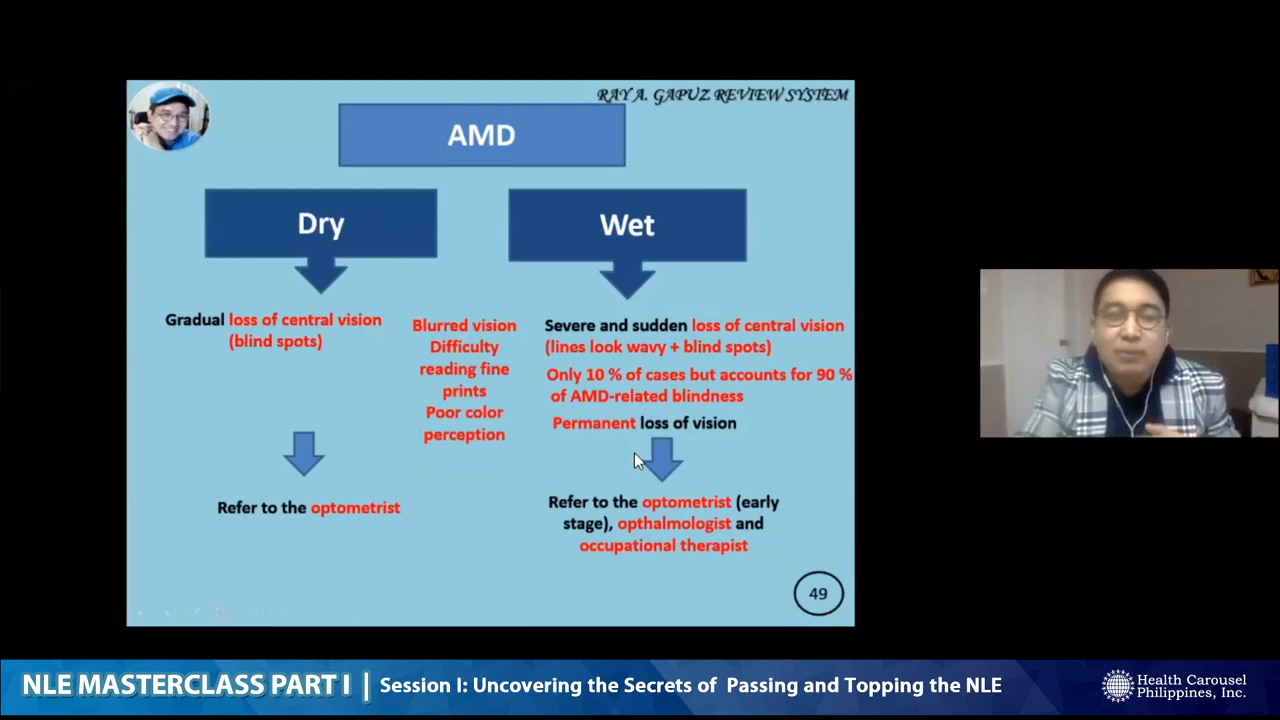 RAY A. GAPUZ REVIEW SYSTEM
AMD
Dry
Wet
Gradual loss of central vision
(blind spots)
Blurred vision
Difficulty
reading fine
prints
Poor color
perception
Severe and sudden loss of central vision
(lines look wavy + blind spots)
Only 10 % of cases but accounts for 90 %
of AMD-related blindness
Permanent loss of vision
Refer to the optometrist
Refer to the optometrist (early
stage), opthalmologist and
occupational therapist
49
NLE MASTERCLASS PART I | Session I: Uncovering the Secrets of Passing and Topping the NLE
Health Carousel
Philippines, Inc.